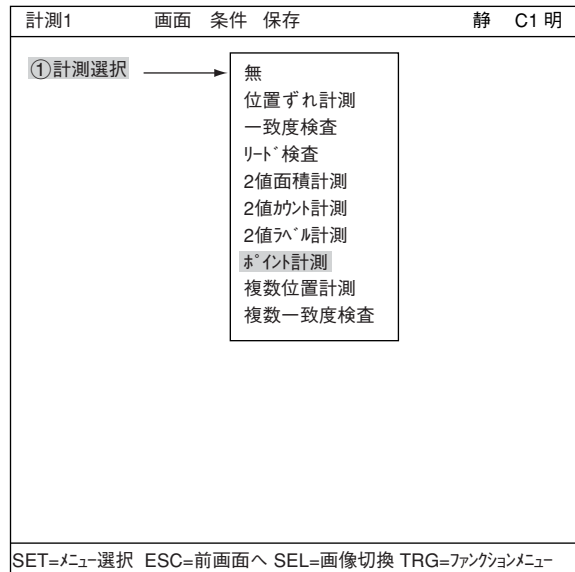 計測1 画面 条件 保存 静 C1 明
①計測選択
無
位置ずれ計測
一致度検査
ﾘｰﾄﾞ検査
2値面積計測
2値ｶｳﾝﾄ計測
2値ﾗﾍﾞﾙ計測
ﾎﾟｲﾝﾄ計測
複数位置計測
複数一致度検査
SET=ﾒﾆｭｰ選択 ESC=前画面へ SEL=画像切換 TRG=ﾌｧﾝｸｼｮﾝﾒﾆｭｰ